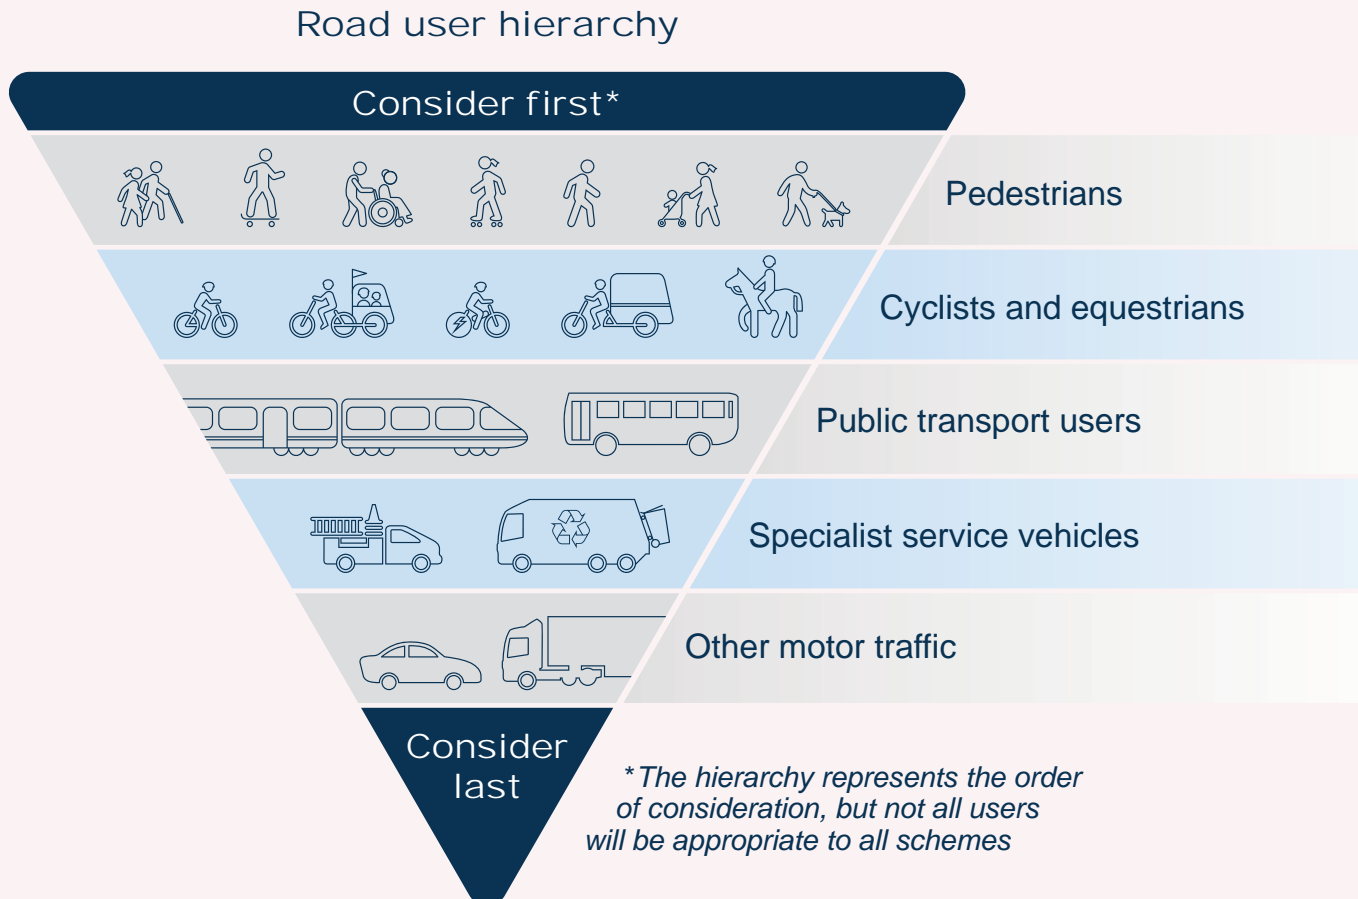 Road user hierarchy
Consider first*
Pedestrians
Cyclists and equestrians
Public transport users
Specialist service vehicles
Other motor traffic
Consider
last
* The hierarchy represents the order
of consideration, but not all users
will be appropriate to all schemes